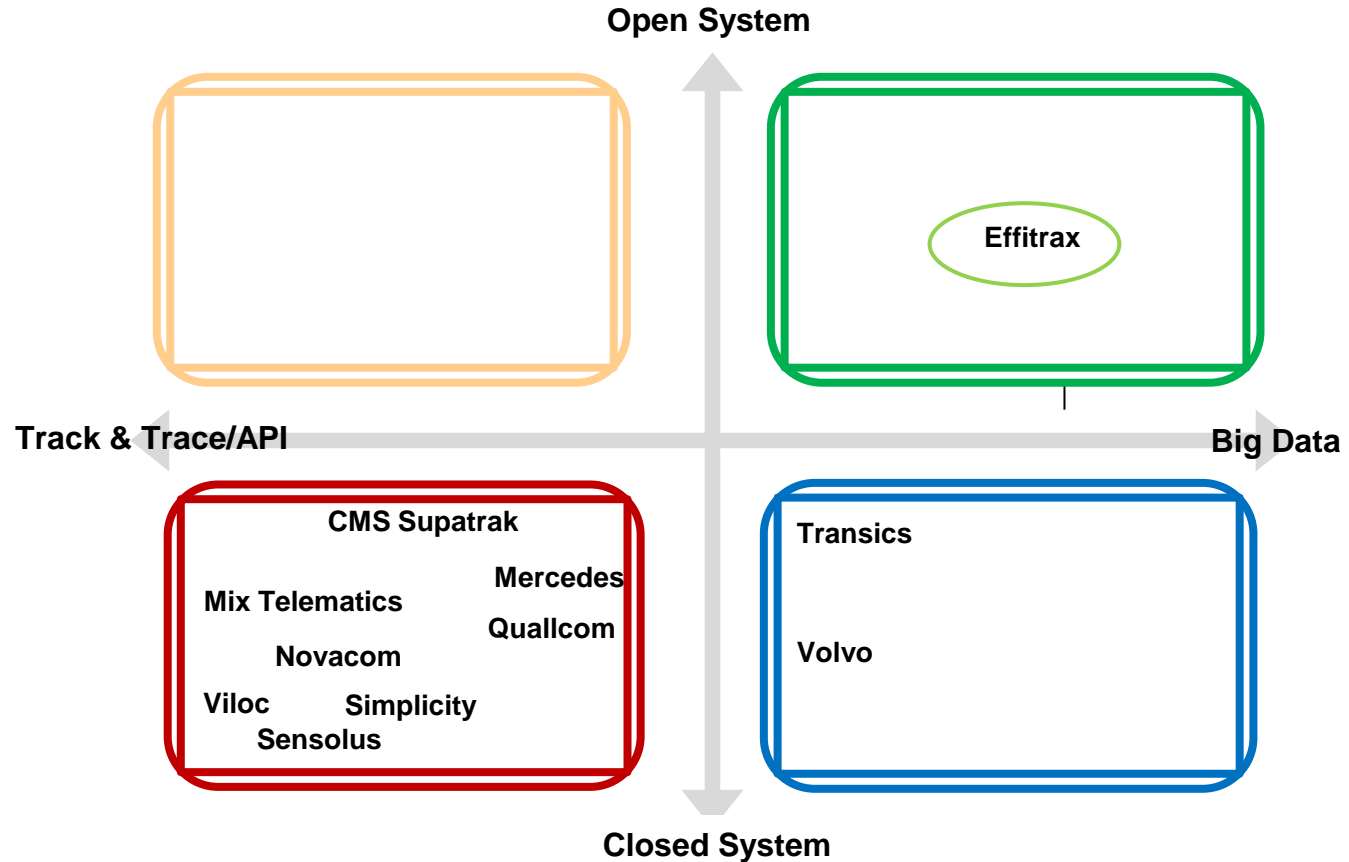 Open System
Effitrax
Track & Trace/API
Big Data
CMS Supatrak
Transics
Mercedes
Mix Telematics
Quallcom
Novacom
Volvo
Viloc
Simplicity
Sensolus
Closed System